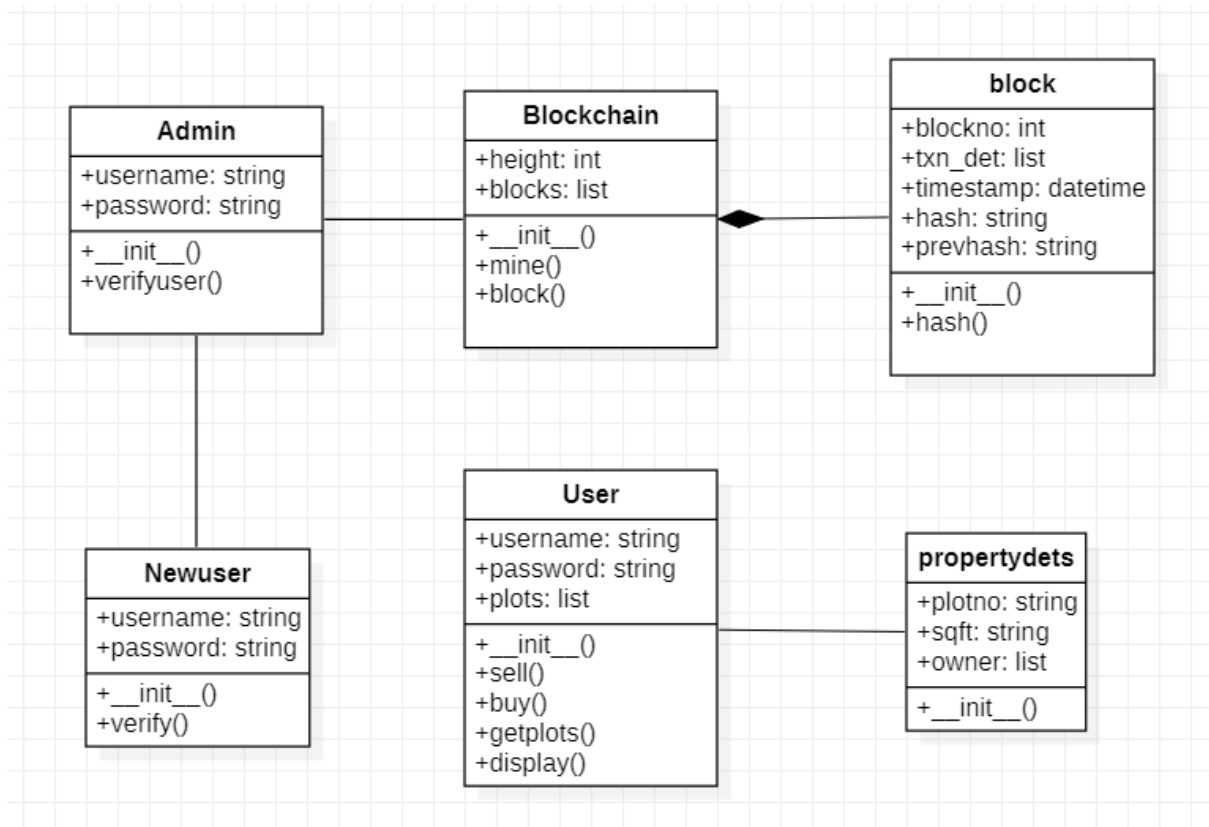 Admin
+username: string
+password: string
+__init__()
+verifyuser()
Blockchain
+height: int
+blocks: list
+__init__()
+mine()
+block()
block
+blockno: int
+txn_det: list
+timestamp: datetime
+hash: string
+prevhash: string
+__init__()
+hash()
Newuser
+username: string
+password: string
+__init__()
+verify()
User
+username: string
+password: string
+plots: list
+__init__()
+sell()
+buy()
+getplots()
+display()
propertydets
+plotno: string
+sqft: string
+owner: list
+__init__()